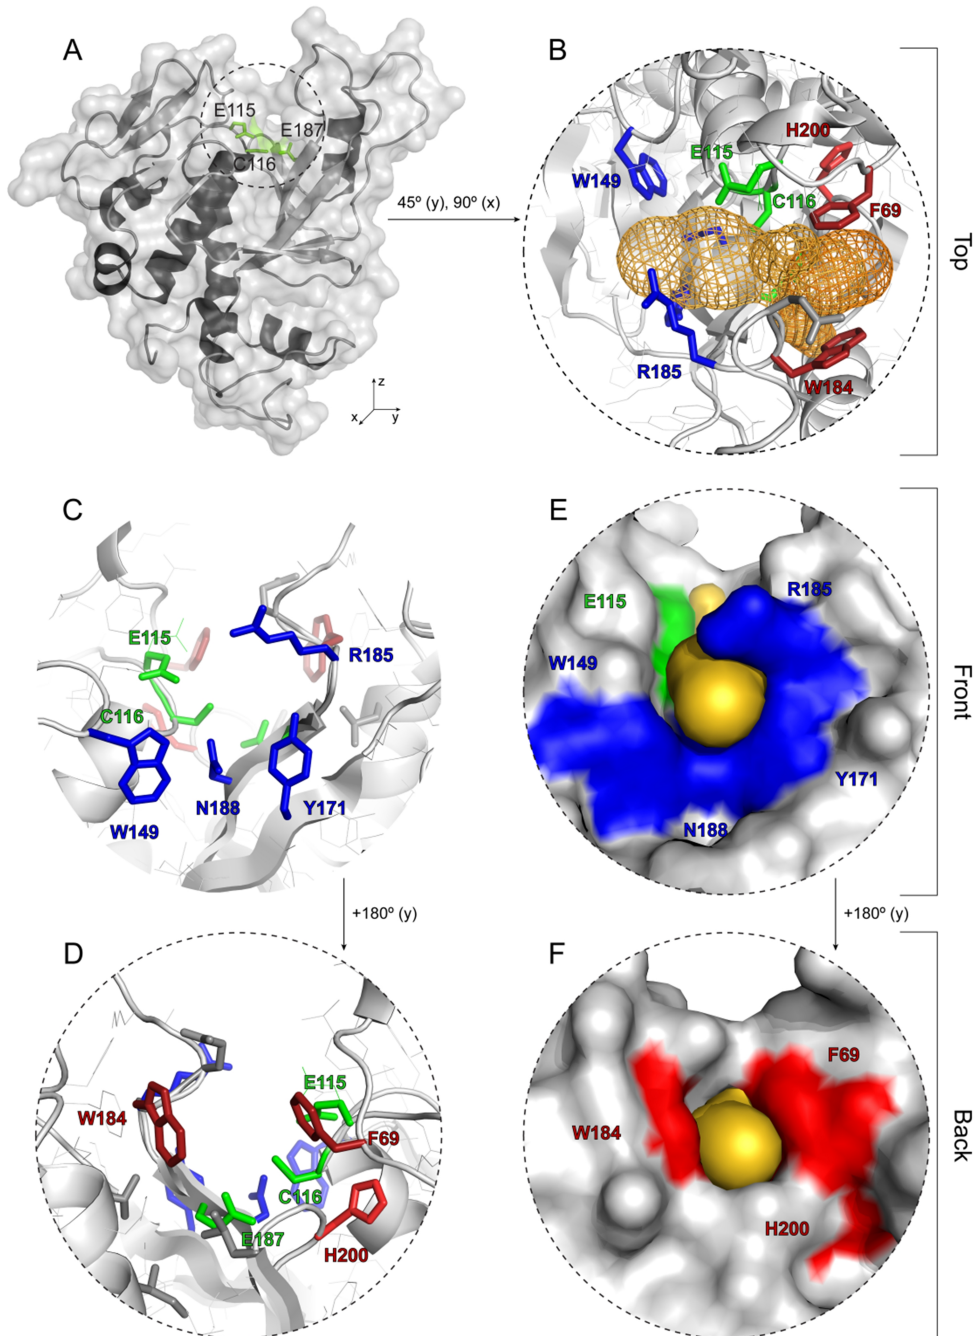 A
E115
E187
C116
z
x
y
45º (y), 90º (x)
B
H200
E115
W149
C116
F69
R185
W184
Top
C
E115
R185
C116
N188
Y171
W149
E
R185
E115
W149
Y171
N188
Front
+180º (y)
+180º (y)
D
E115
W184
F69
C116
E187
H200
F
F69
W184
H200
Back